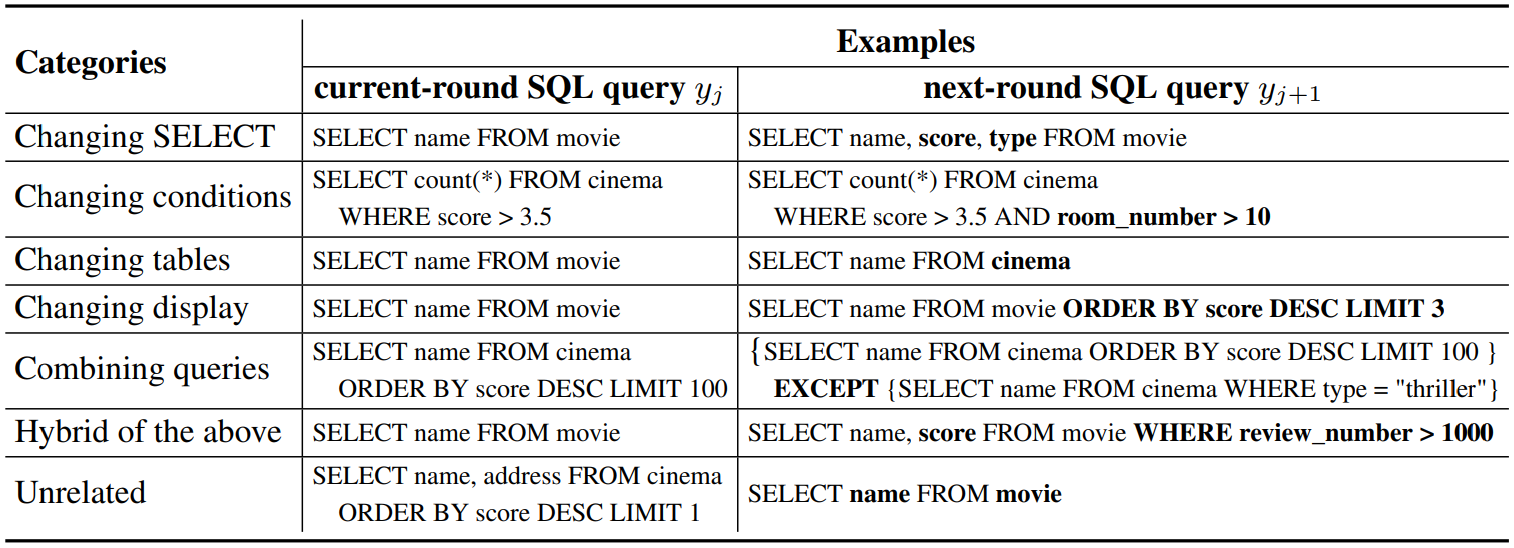 Categories
Examples
current-round SQL query y_j
next-round SQL query y_{j+1}
Changing SELECT
SELECT name FROM movie
SELECT name, score, type FROM movie
Changing conditions
SELECT count(*) FROM cinema
WHERE score > 3.5
SELECT count(*) FROM cinema
WHERE score > 3.5 AND room_number > 10
Changing tables
SELECT name FROM movie
SELECT name FROM cinema
Changing display
SELECT name FROM movie
SELECT name FROM movie ORDER BY score DESC LIMIT 3
Combining queries
SELECT name FROM cinema
ORDER BY score DESC LIMIT 100
{SELECT name FROM cinema ORDER BY score DESC LIMIT 100 }
EXCEPT {SELECT name FROM cinema WHERE type = "thriller"}
Hybrid of the above
SELECT name FROM movie
SELECT name, score FROM movie WHERE review_number > 1000
Unrelated
SELECT name, address FROM cinema
ORDER BY score DESC LIMIT 1
SELECT name FROM movie